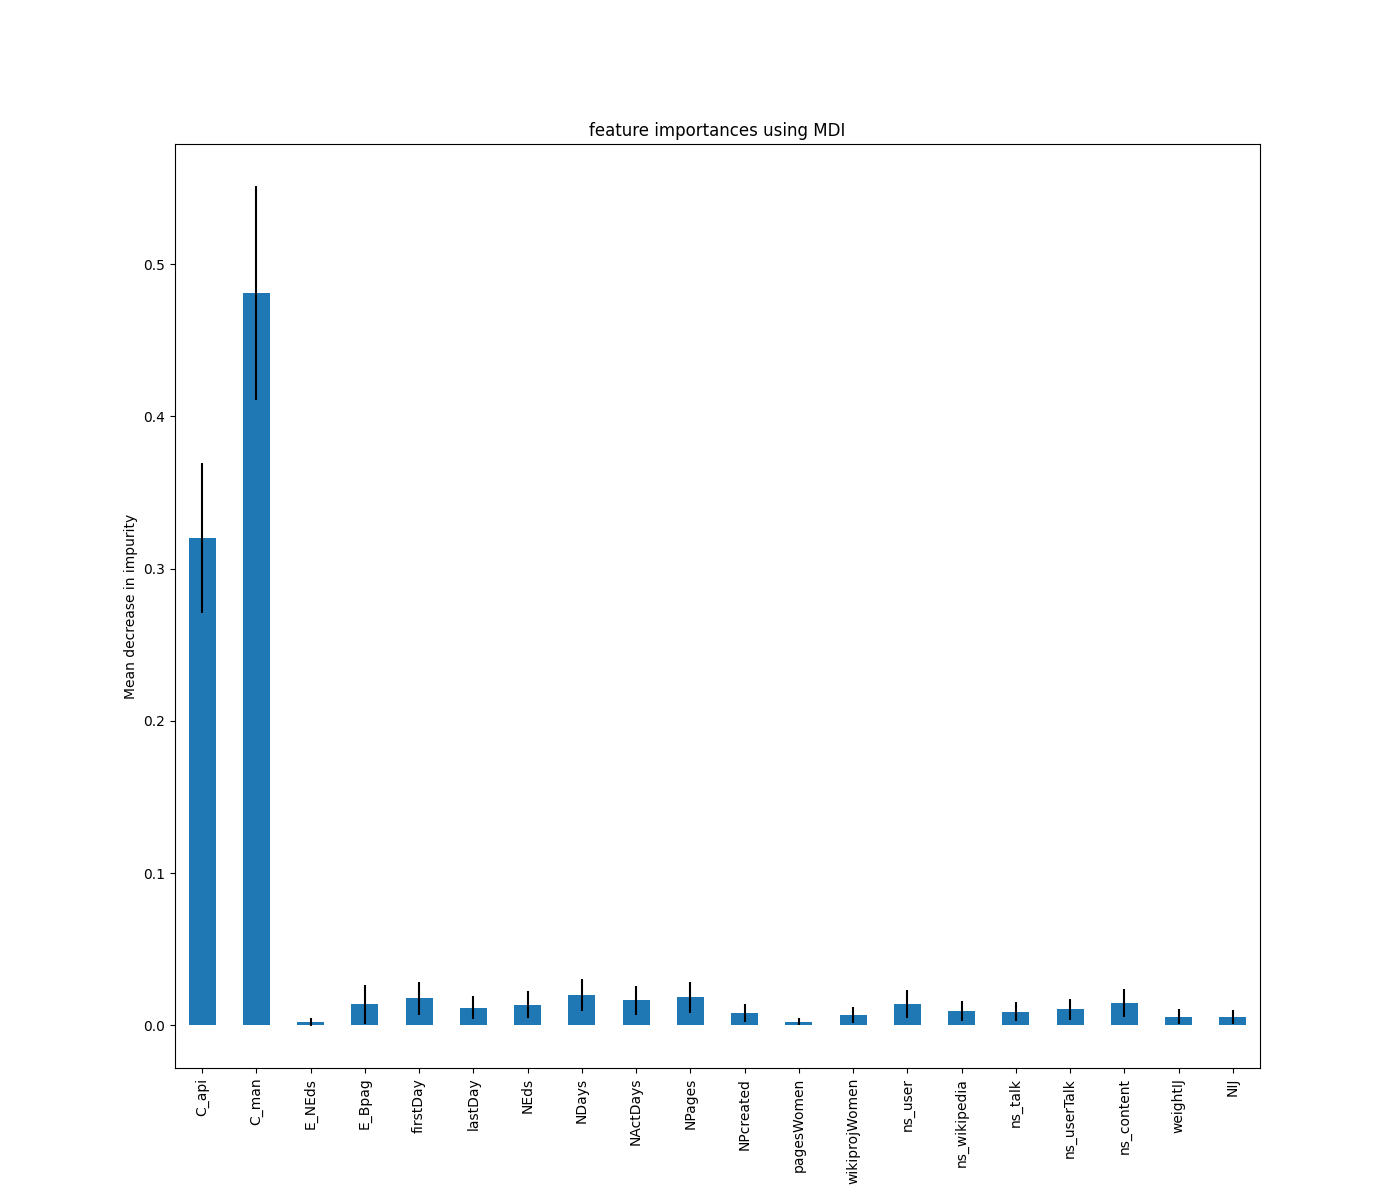 feature importances using MDI
Mean decrease in impurity
0.5
0.4
0.3
0.2
0.1
0.0
C_api
C_man
E_NEds
E_Bpag
firstDay
lastDay
NEds
NDays
NActDays
NPages
NPcreated
pagesWomen
wikiprojWomen
ns_user
ns_wikipedia
ns_talk
ns_userTalk
ns_content
weightIJ
NIJ